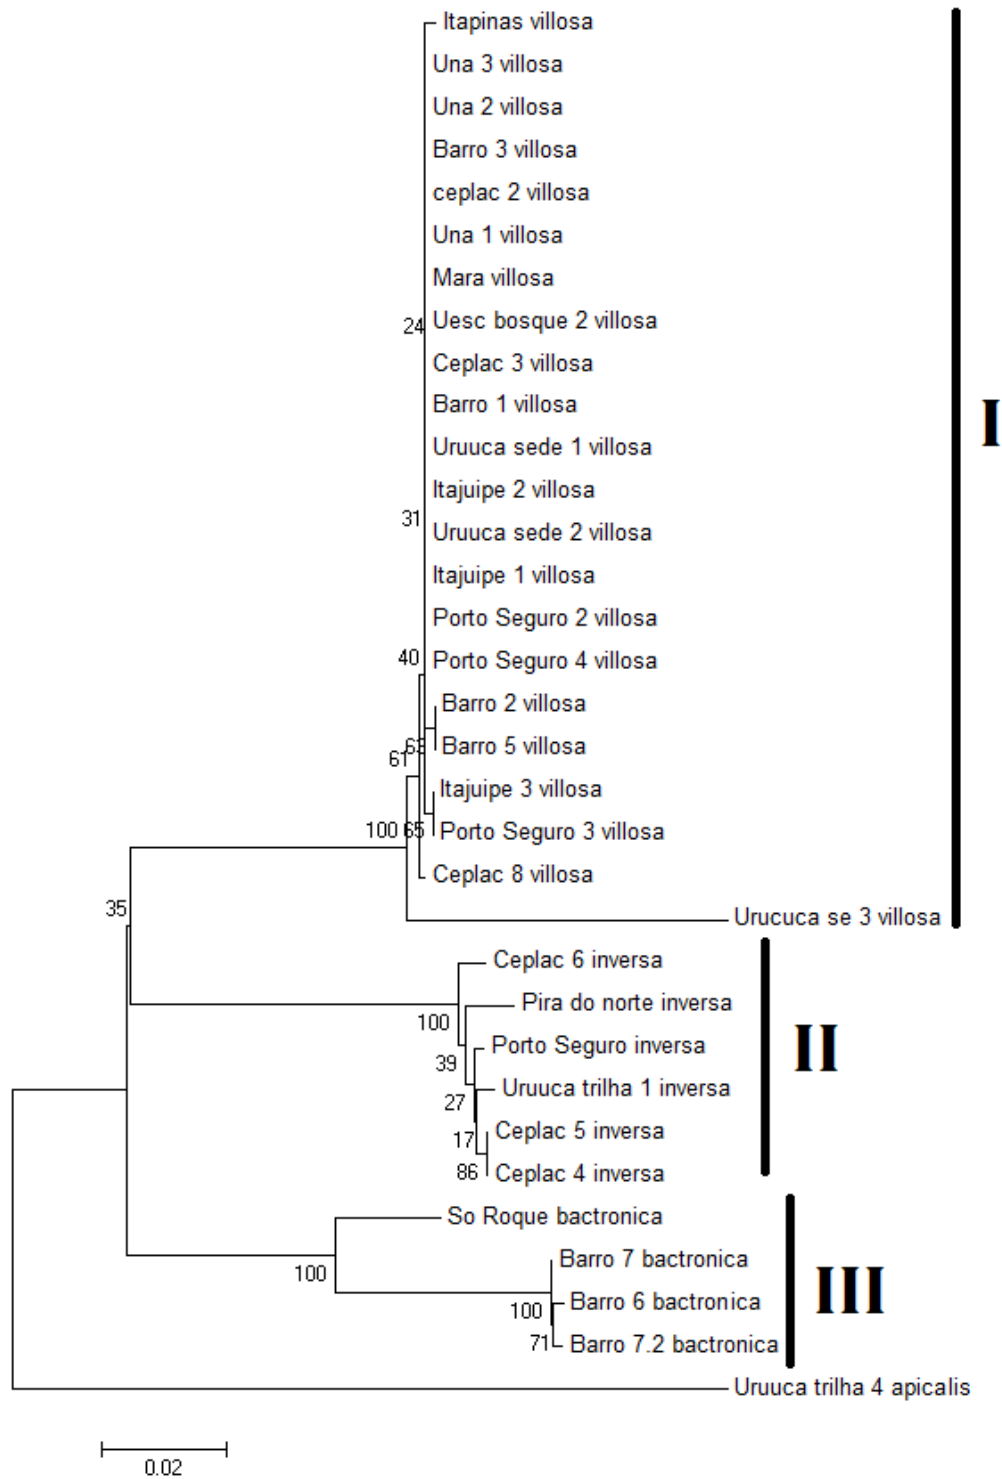 Itapinas villosa
Una 3 villosa
Una 2 villosa
Barro 3 villosa
ceplac 2 villosa
Una 1 villosa
Mara villosa
24
Uesc bosque 2 villosa
Ceplac 3 villosa
Barro 1 villosa
I
Uruuca sede 1 villosa
Itajuipe 2 villosa
31
Uruuca sede 2 villosa
Itajuipe 1 villosa
Porto Seguro 2 villosa
40
Porto Seguro 4 villosa
Barro 2 villosa
Barro 5 villosa
61
Itajuipe 3 villosa
100
65
Porto Seguro 3 villosa
Ceplac 8 villosa
35
Urucuca se 3 villosa
Ceplac 6 inversa
Pira do norte inversa
100
Porto Seguro inversa
II
39
Uruuca trilha 1 inversa
27
Ceplac 5 inversa
17
86
Ceplac 4 inversa
So Roque bactronica
Barro 7 bactronica
100
III
Barro 6 bactronica
100
71
Barro 7.2 bactronica
Uruuca trilha 4 apicalis
0.02